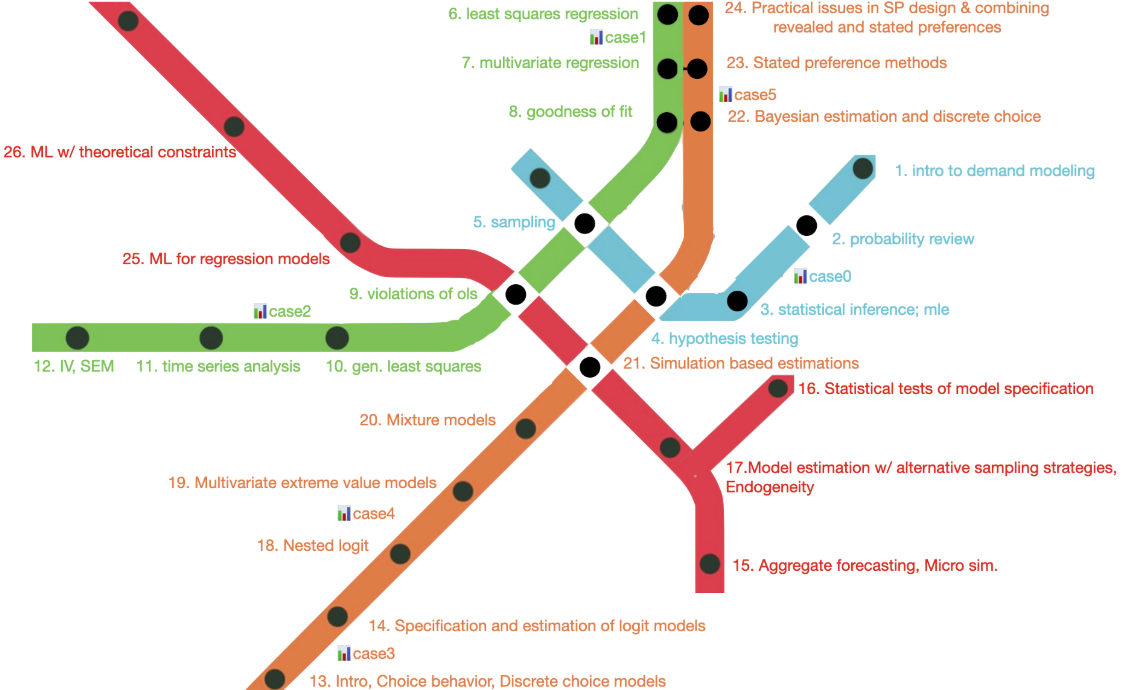 6. least squares regression
24. Practical issues in SP design & combining
revealed and stated preferences
case1
7. multivariate regression
23. Stated preference methods
case5
8. goodness of fit
22. Bayesian estimation and discrete choice
26. ML w/ theoretical constraints
1. intro to demand modeling
5. sampling
2. probability review
25. ML for regression models
case0
9. violations of ols
case2
3. statistical inference; mle
4. hypothesis testing
12. IV, SEM
11. time series analysis
10. gen. least squares
21. Simulation based estimations
16. Statistical tests of model specification
20. Mixture models
17.Model estimation w/ alternative sampling strategies,
Endogeneity
19. Multivariate extreme value models
case4
18. Nested logit
15. Aggregate forecasting, Micro sim.
14. Specification and estimation of logit models
case3
13. Intro, Choice behavior, Discrete choice models